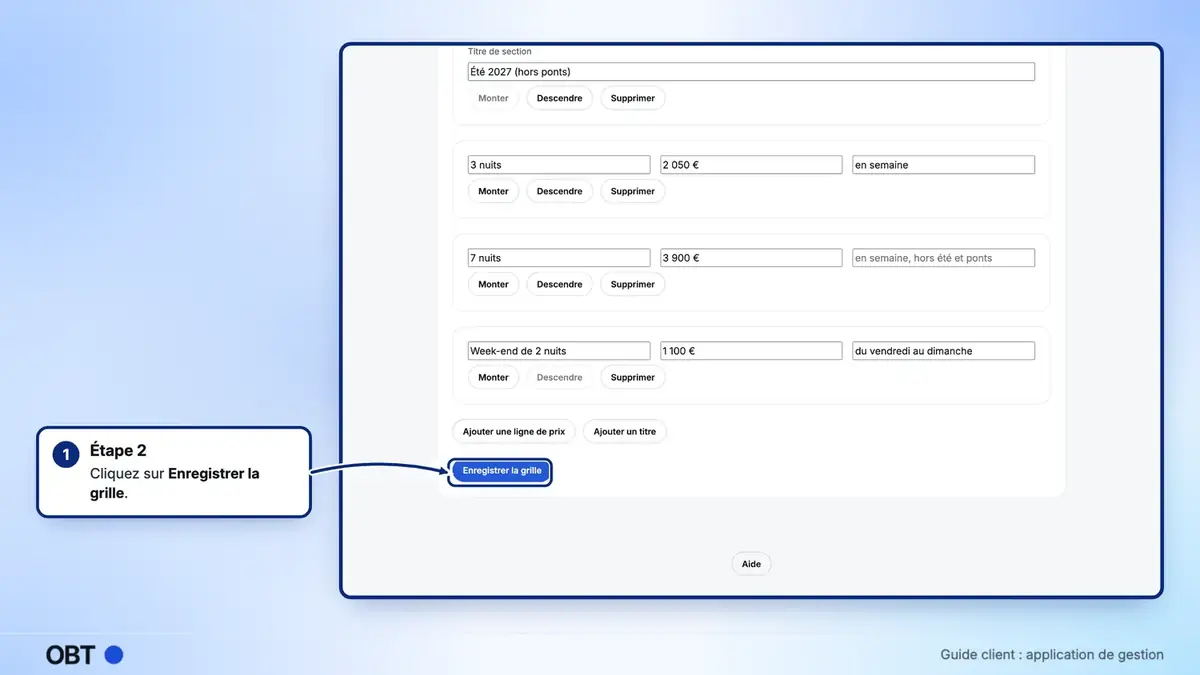 Titre de section
Été 2027 (hors ponts)
Monter Descendre Supprimer
3 nuits 2 050 € en semaine
Monter Descendre Supprimer
7 nuits 3 900 € en semaine, hors été et ponts
Monter Descendre Supprimer
Week-end de 2 nuits 1 100 € du vendredi au dimanche
Monter Descendre Supprimer
Ajouter une ligne de prix Ajouter un titre
Enregistrer la grille
1 Étape 2
Cliquez sur Enregistrer la
grille.
Aide
OBT
Guide client : application de gestion